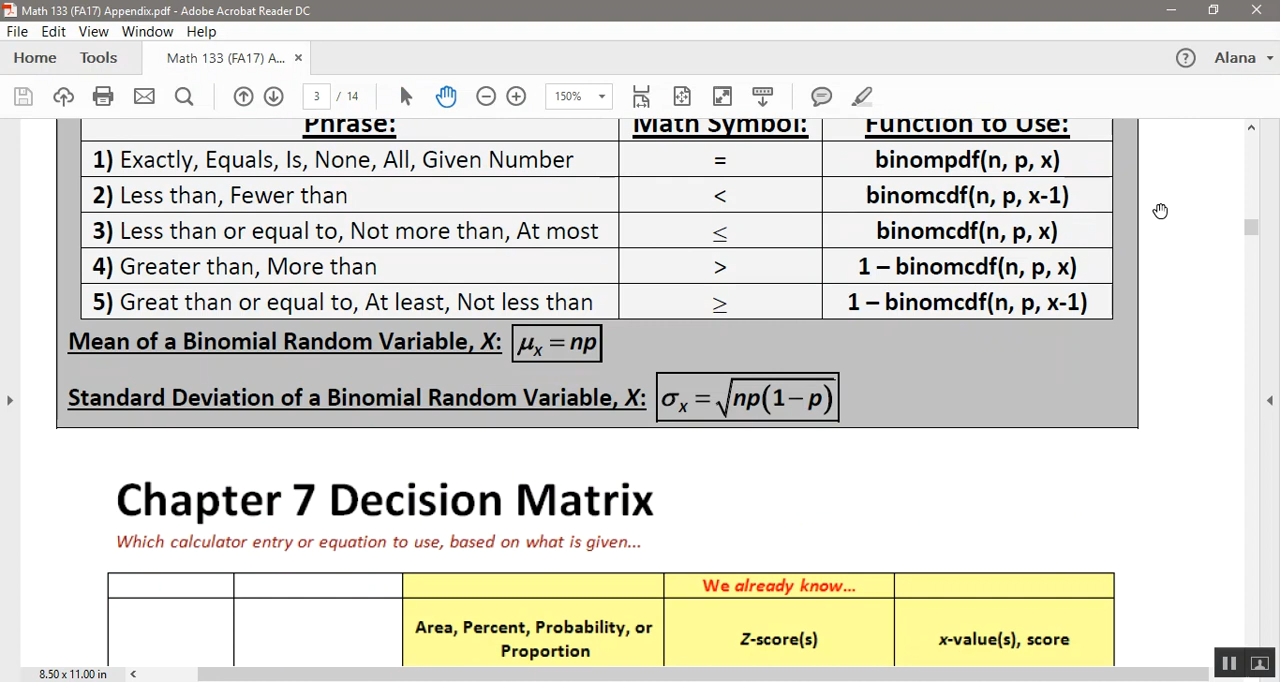 Math 133 (FA17) Appendix.pdf - Adobe Acrobat Reader DC
File Edit View Window Help
Home Tools Math 133 (FA17) A... × ? Alana
3 / 14 150%
Phrase: Math Symbol: Function to Use:
1) Exactly, Equals, Is, None, All, Given Number = binompdf(n, p, x)
2) Less than, Fewer than < binomcdf(n, p, x-1)
3) Less than or equal to, Not more than, At most ≤ binomcdf(n, p, x)
4) Greater than, More than > 1 – binomcdf(n, p, x)
5) Great than or equal to, At least, Not less than ≥ 1 – binomcdf(n, p, x-1)
Mean of a Binomial Random Variable, X: μx = np
Standard Deviation of a Binomial Random Variable, X: σx = √np(1−p)
Chapter 7 Decision Matrix
Which calculator entry or equation to use, based on what is given...
We already know...
Area, Percent, Probability, or
Proportion
Z-score(s)
x-value(s), score
8.50 x 11.00 in